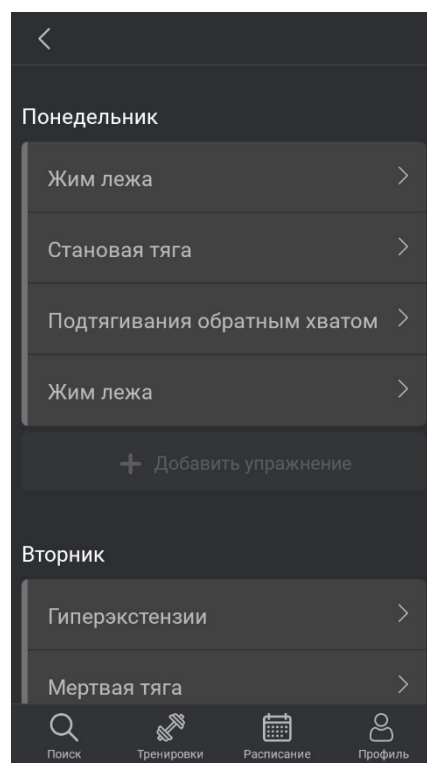 Понедельник
Жим лежа
Становая тяга
Подтягивания обратным хватом
Жим лежа
Добавить упражнение
Вторник
Гиперэкстензии
Мертвая тяга
Поиск Тренировки Расписание Профиль